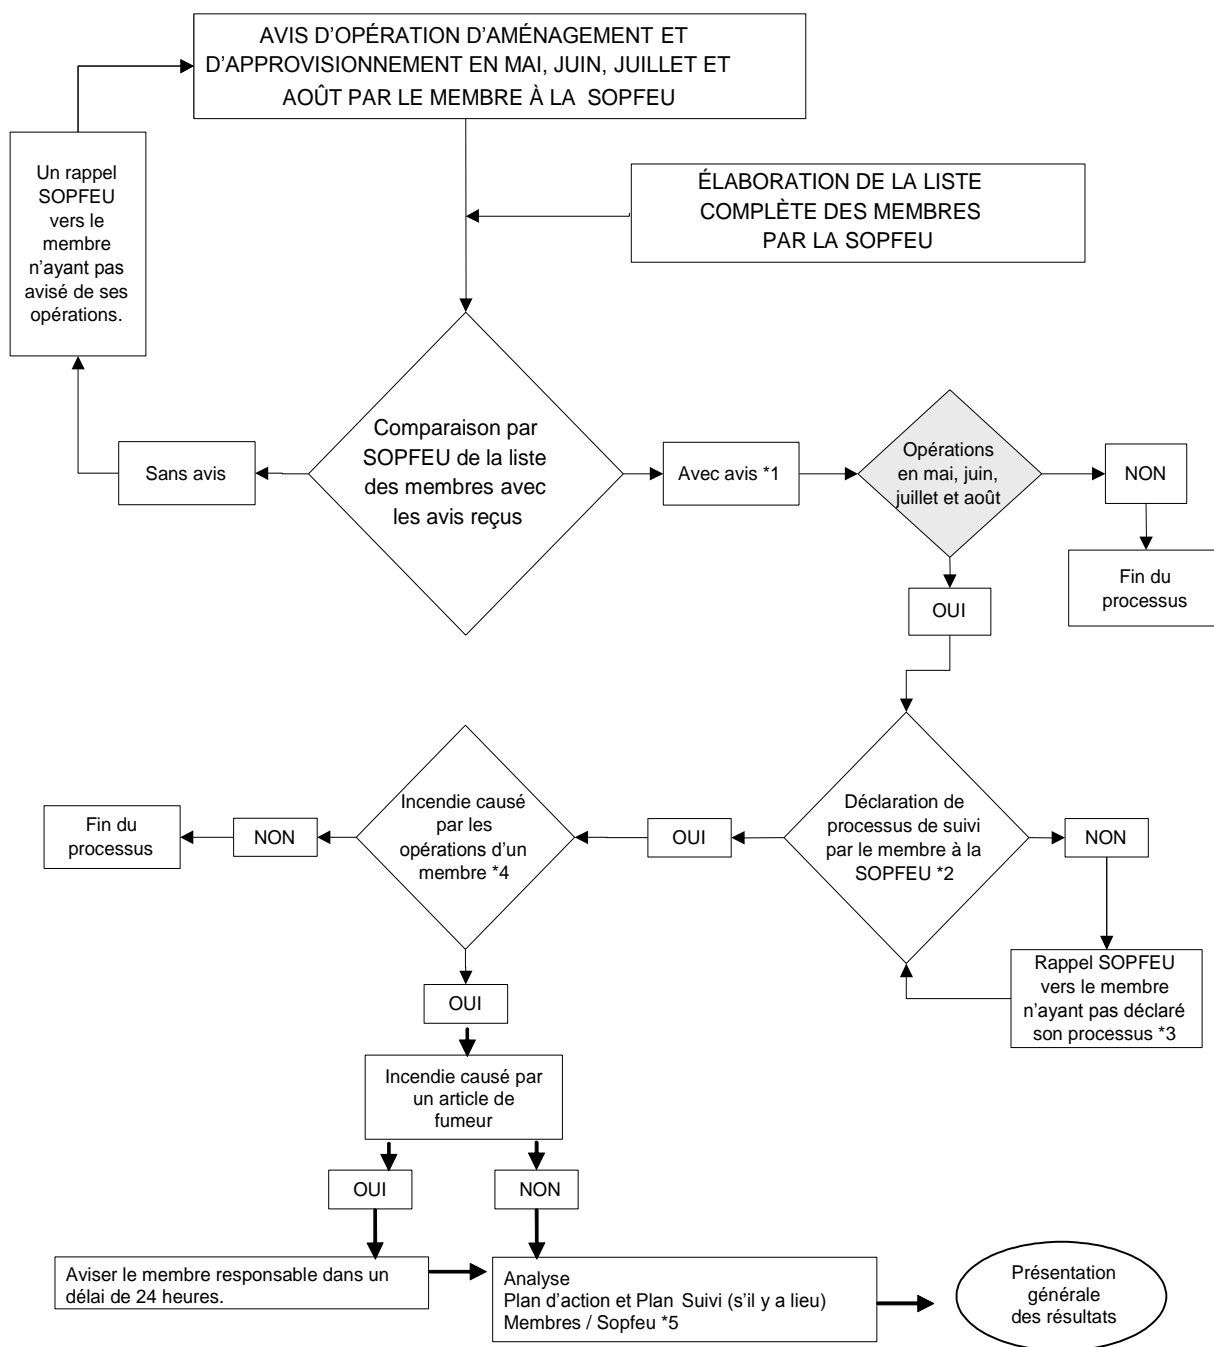 AVIS D'OPÉRATION D'AMÉNAGEMENT ET
D'APPROVISIONNEMENT EN MAI, JUIN, JUILLET ET
AOÛT PAR LE MEMBRE À LA SOPFEU
Un rappel
SOPFEU
vers le
membre
n'ayant pas
avisé de ses
opérations.
ÉLABORATION DE LA LISTE
COMPLÈTE DES MEMBRES
PAR LA SOPFEU
Sans avis
Comparaison par
SOPFEU de la liste
des membres avec
les avis reçus
Avec avis *1
Opérations
en mai, juin,
juillet et août
NON
Fin du
processus
OUI
Fin du
processus
NON
Incendie causé
par les
opérations d'un
membre *4
OUI
Déclaration de
processus de suivi
par le membre à la
SOPFEU *2
NON
Rappel SOPFEU
vers le membre
n'ayant pas déclaré
son processus *3
OUI
Incendie causé par
un article de
fumeur
OUI
NON
Aviser le membre responsable dans un
délai de 24 heures.
Analyse
Plan d'action et Plan Suivi (s'il y a lieu)
Membres / Sopfeu *5
Présentation
générale
des résultats